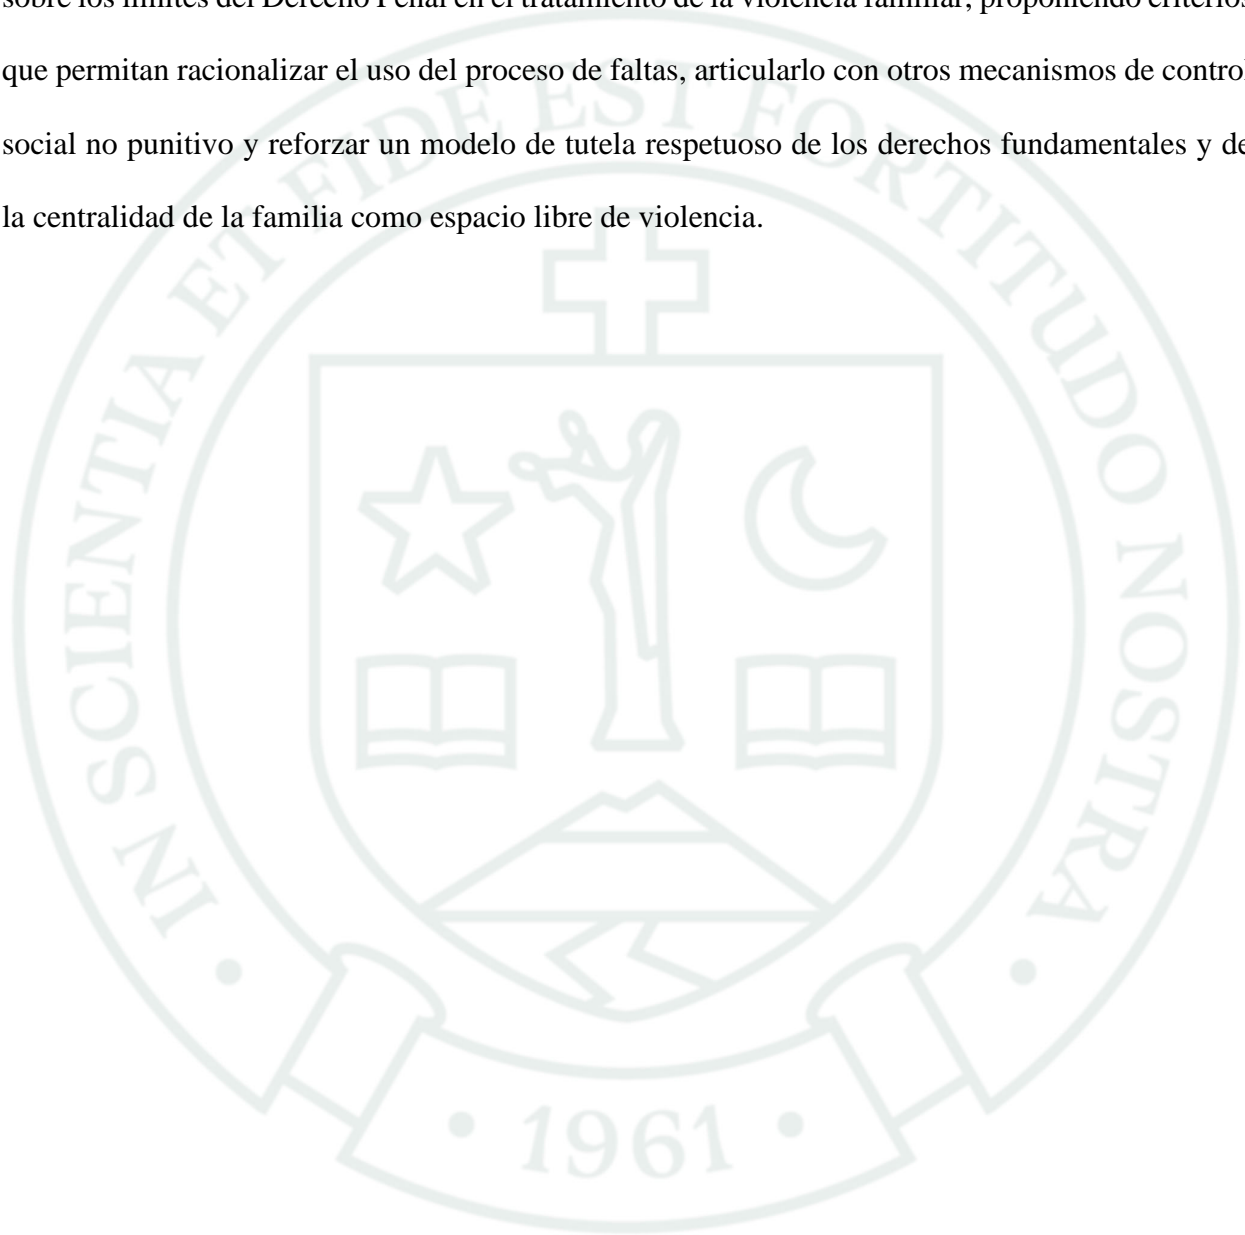 sobre los límites del Derecho Penal en el tratamiento de la violencia familiar, proponiendo criterios
que permitan racionalizar el uso del proceso de faltas, articularlo con otros mecanismos de control
social no punitivo y reforzar un modelo de tutela respetuoso de los derechos fundamentales y de
la centralidad de la familia como espacio libre de violencia.
IN SCIENTIA ET FIDE EST FORTITUDO NOSTRA
• 1961 •